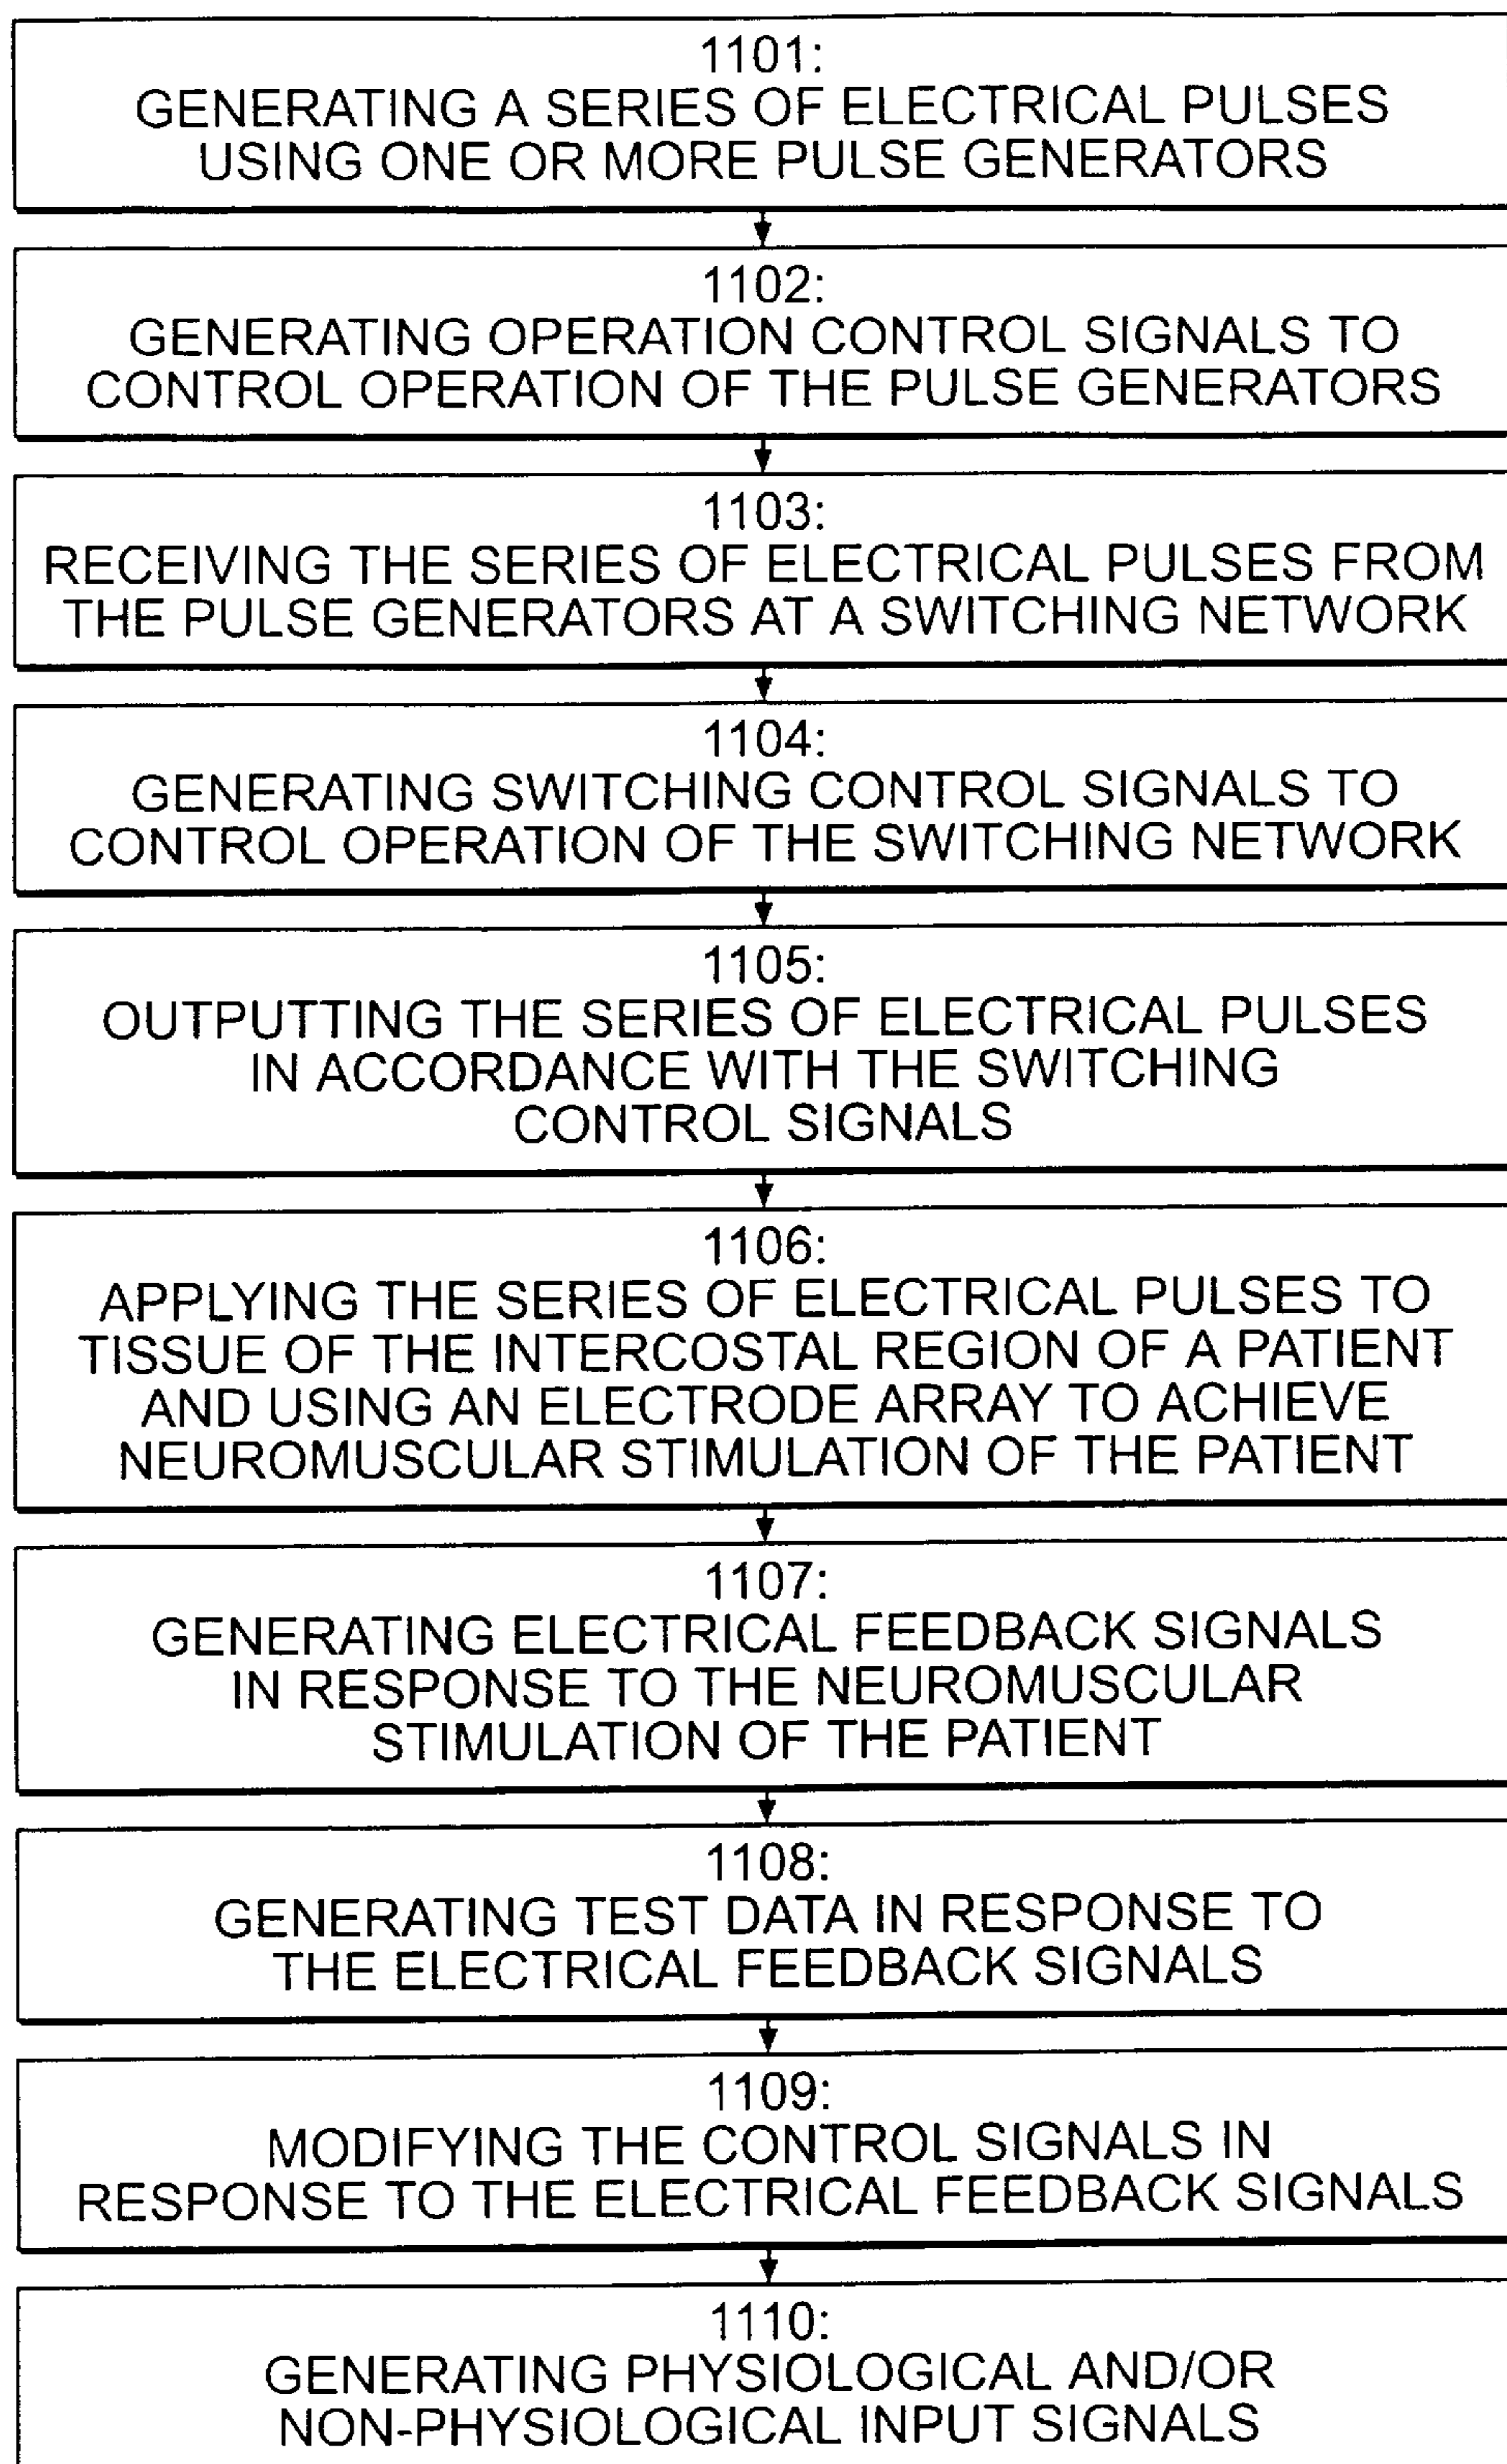 1101:
GENERATING A SERIES OF ELECTRICAL PULSES
USING ONE OR MORE PULSE GENERATORS
1102:
GENERATING OPERATION CONTROL SIGNALS TO
CONTROL OPERATION OF THE PULSE GENERATORS
1103:
RECEIVING THE SERIES OF ELECTRICAL PULSES FROM
THE PULSE GENERATORS AT A SWITCHING NETWORK
1104:
GENERATING SWITCHING CONTROL SIGNALS TO
CONTROL OPERATION OF THE SWITCHING NETWORK
1105:
OUTPUTTING THE SERIES OF ELECTRICAL PULSES
IN ACCORDANCE WITH THE SWITCHING
CONTROL SIGNALS
1106:
APPLYING THE SERIES OF ELECTRICAL PULSES TO
TISSUE OF THE INTERCOSTAL REGION OF A PATIENT
AND USING AN ELECTRODE ARRAY TO ACHIEVE
NEUROMUSCULAR STIMULATION OF THE PATIENT
1107:
GENERATING ELECTRICAL FEEDBACK SIGNALS
IN RESPONSE TO THE NEUROMUSCULAR
STIMULATION OF THE PATIENT
1108:
GENERATING TEST DATA IN RESPONSE TO
THE ELECTRICAL FEEDBACK SIGNALS
1109:
MODIFYING THE CONTROL SIGNALS IN
RESPONSE TO THE ELECTRICAL FEEDBACK SIGNALS
1110:
GENERATING PHYSIOLOGICAL AND/OR
NON-PHYSIOLOGICAL INPUT SIGNALS